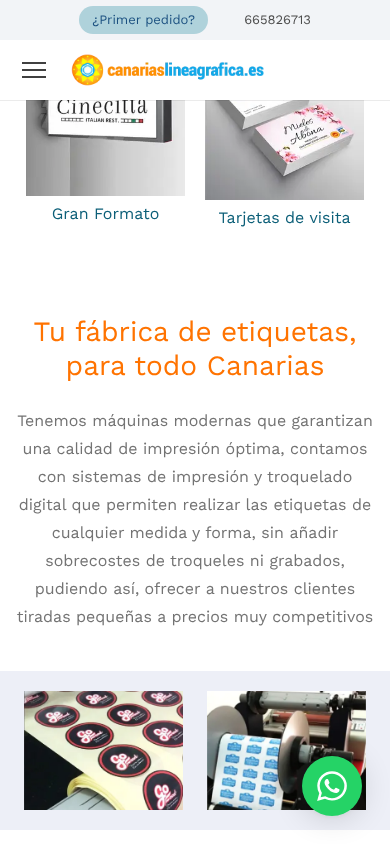 ¿Primer pedido?
665826713
canariaslineagrafica.es
Cinecittà
ITALIAN REST.
Mieles de Abona
Gran Formato
Tarjetas de visita
Tu fábrica de etiquetas,
para todo Canarias
Tenemos máquinas modernas que garantizan
una calidad de impresión óptima, contamos
con sistemas de impresión y troquelado
digital que permiten realizar las etiquetas de
cualquier medida y forma, sin añadir
sobrecostes de troqueles ni grabados,
pudiendo así, ofrecer a nuestros clientes
tiradas pequeñas a precios muy competitivos